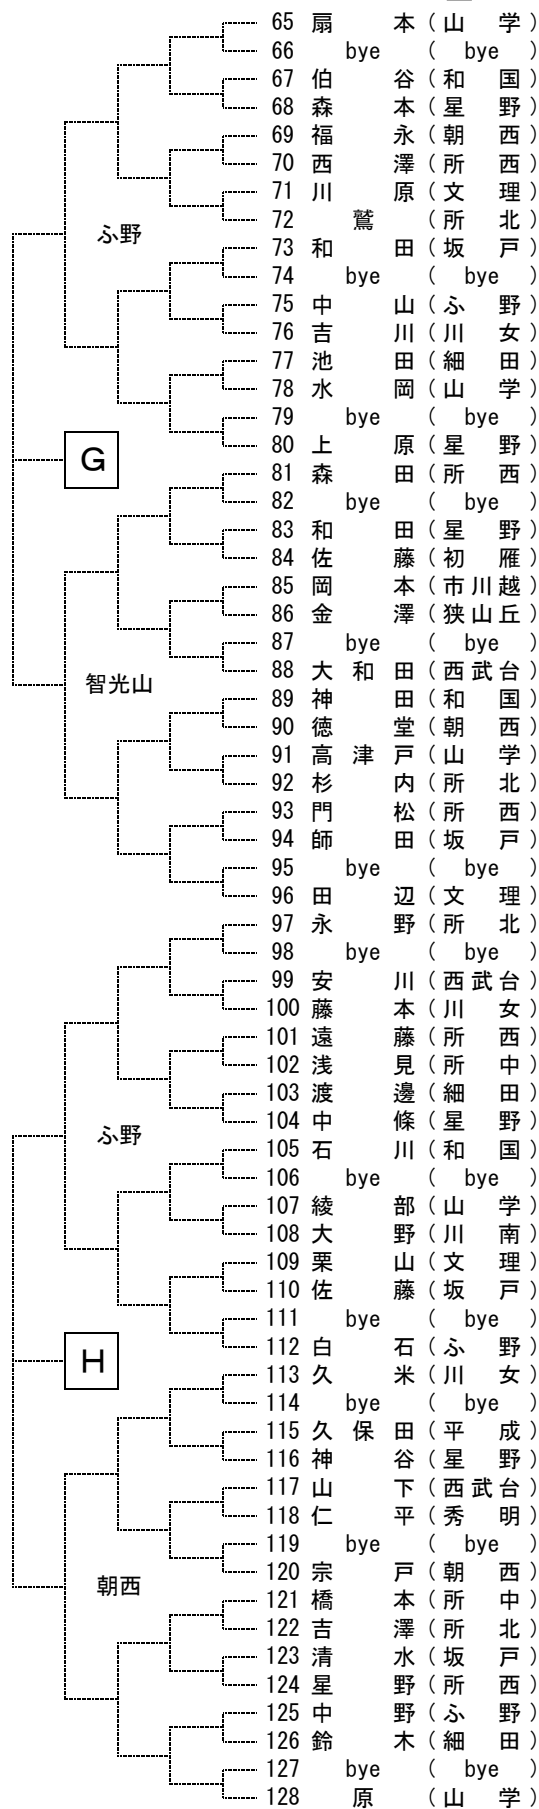 65 扇本（山学）
66 bye（bye）
67 伯谷（和国）
68 森本（星野）
69 福永（朝西）
70 西澤（所西）
71 川原（文理）
72 鷲（所北）
ふ野
73 和田（坂戸）
74 bye（bye）
75 中山（ふ野）
76 吉川（川女）
77 池田（細田）
78 水岡（山学）
79 bye（bye）
80 上原（星野）
G
81 森田（所西）
82 bye（bye）
83 和田（星野）
84 佐藤（初雁）
85 岡本（市川越）
86 金澤（狭山丘）
87 bye（bye）
88 大和田（西武台）
智光山
89 神田（和国）
90 徳堂（朝西）
91 高津戸（山学）
92 杉内（所北）
93 門松（所西）
94 師田（坂戸）
95 bye（bye）
96 田辺（文理）
97 永野（所北）
98 bye（bye）
99 安川（西武台）
100 藤本（川女）
101 遠藤（所西）
102 浅見（所中）
103 渡邊（細田）
104 中條（星野）
ふ野
105 石川（和国）
106 bye（bye）
107 綾部（山学）
108 大野（川南）
109 栗山（文理）
110 佐藤（坂戸）
111 bye（bye）
112 白石（ふ野）
H
113 久米（川女）
114 bye（bye）
115 久保田（平成）
116 神谷（星野）
117 山下（西武台）
118 仁平（秀明）
119 bye（bye）
120 宗戸（朝西）
朝西
121 橋本（所中）
122 吉澤（所北）
123 清水（坂戸）
124 星野（所西）
125 中野（ふ野）
126 鈴木（細田）
127 bye（bye）
128 原（山学）